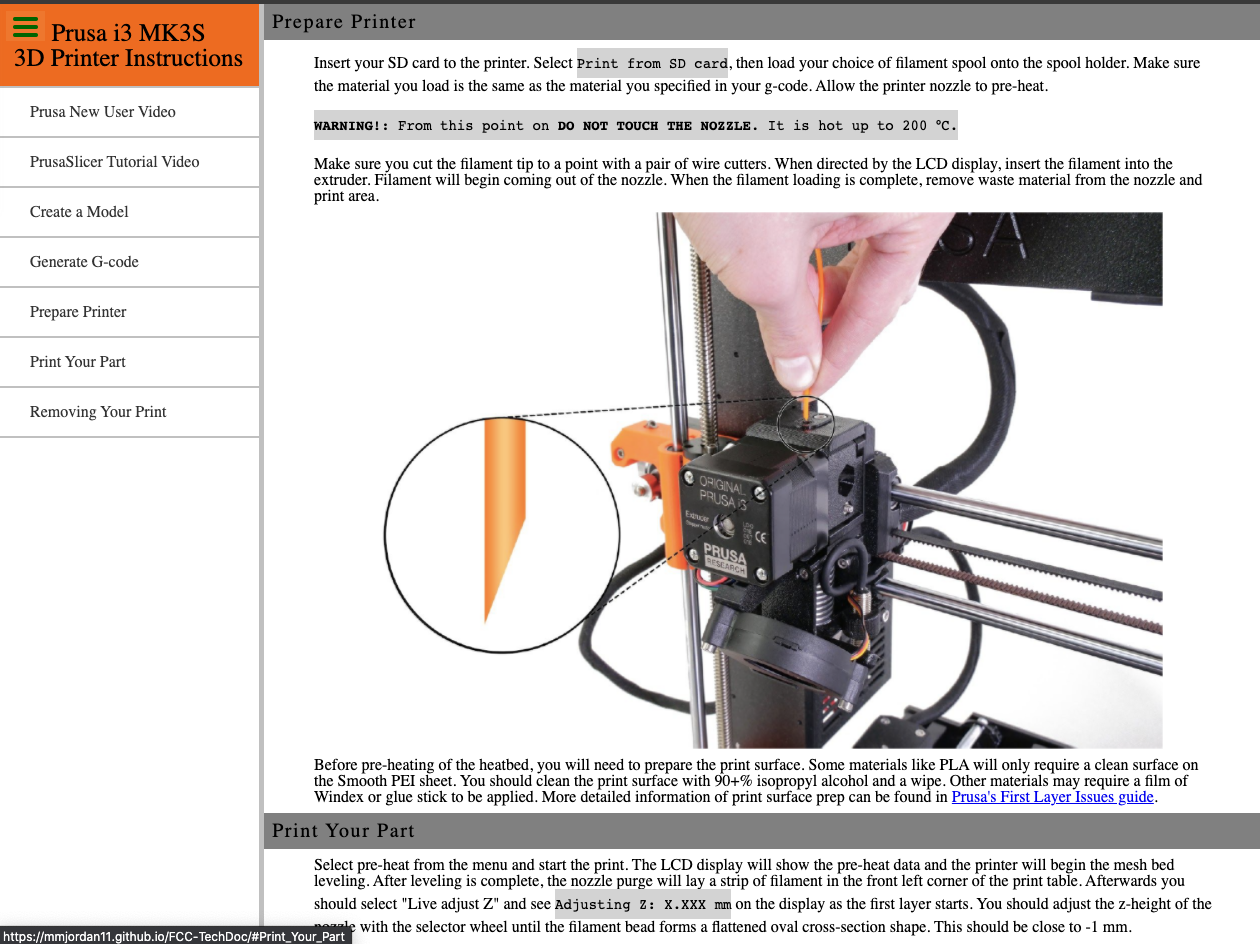 Prusa i3 MK3S
3D Printer Instructions
Prusa New User Video
PrusaSlicer Tutorial Video
Create a Model
Generate G-code
Prepare Printer
Print Your Part
Removing Your Print
Prepare Printer
Insert your SD card to the printer. Select Print from SD card, then load your choice of filament spool onto the spool holder. Make sure
the material you load is the same as the material you specified in your g-code. Allow the printer nozzle to pre-heat.
WARNING!: From this point on DO NOT TOUCH THE NOZZLE. It is hot up to 200 °C.
Make sure you cut the filament tip to a point with a pair of wire cutters. When directed by the LCD display, insert the filament into the
extruder. Filament will begin coming out of the nozzle. When the filament loading is complete, remove waste material from the nozzle and
print area.
SA
ORIGINAL
PRUSA i3
Extruder
CE
PRUSA
RESEARCH
Before pre-heating of the heatbed, you will need to prepare the print surface. Some materials like PLA will only require a clean surface on
the Smooth PEI sheet. You should clean the print surface with 90+% isopropyl alcohol and a wipe. Other materials may require a film of
Windex or glue stick to be applied. More detailed information of print surface prep can be found in Prusa's First Layer Issues guide.
Print Your Part
Select pre-heat from the menu and start the print. The LCD display will show the pre-heat data and the printer will begin the mesh bed
leveling. After leveling is complete, the nozzle purge will lay a strip of filament in the front left corner of the print table. Afterwards you
should select "Live adjust Z" and see Adjusting Z: X.XXX mm on the display as the first layer starts. You should adjust the z-height of the
nozzle with the selector wheel until the filament bead forms a flattened oval cross-section shape. This should be close to -1 mm.
https://mmjordan11.github.io/FCC-TechDoc/#Print_Your_Part